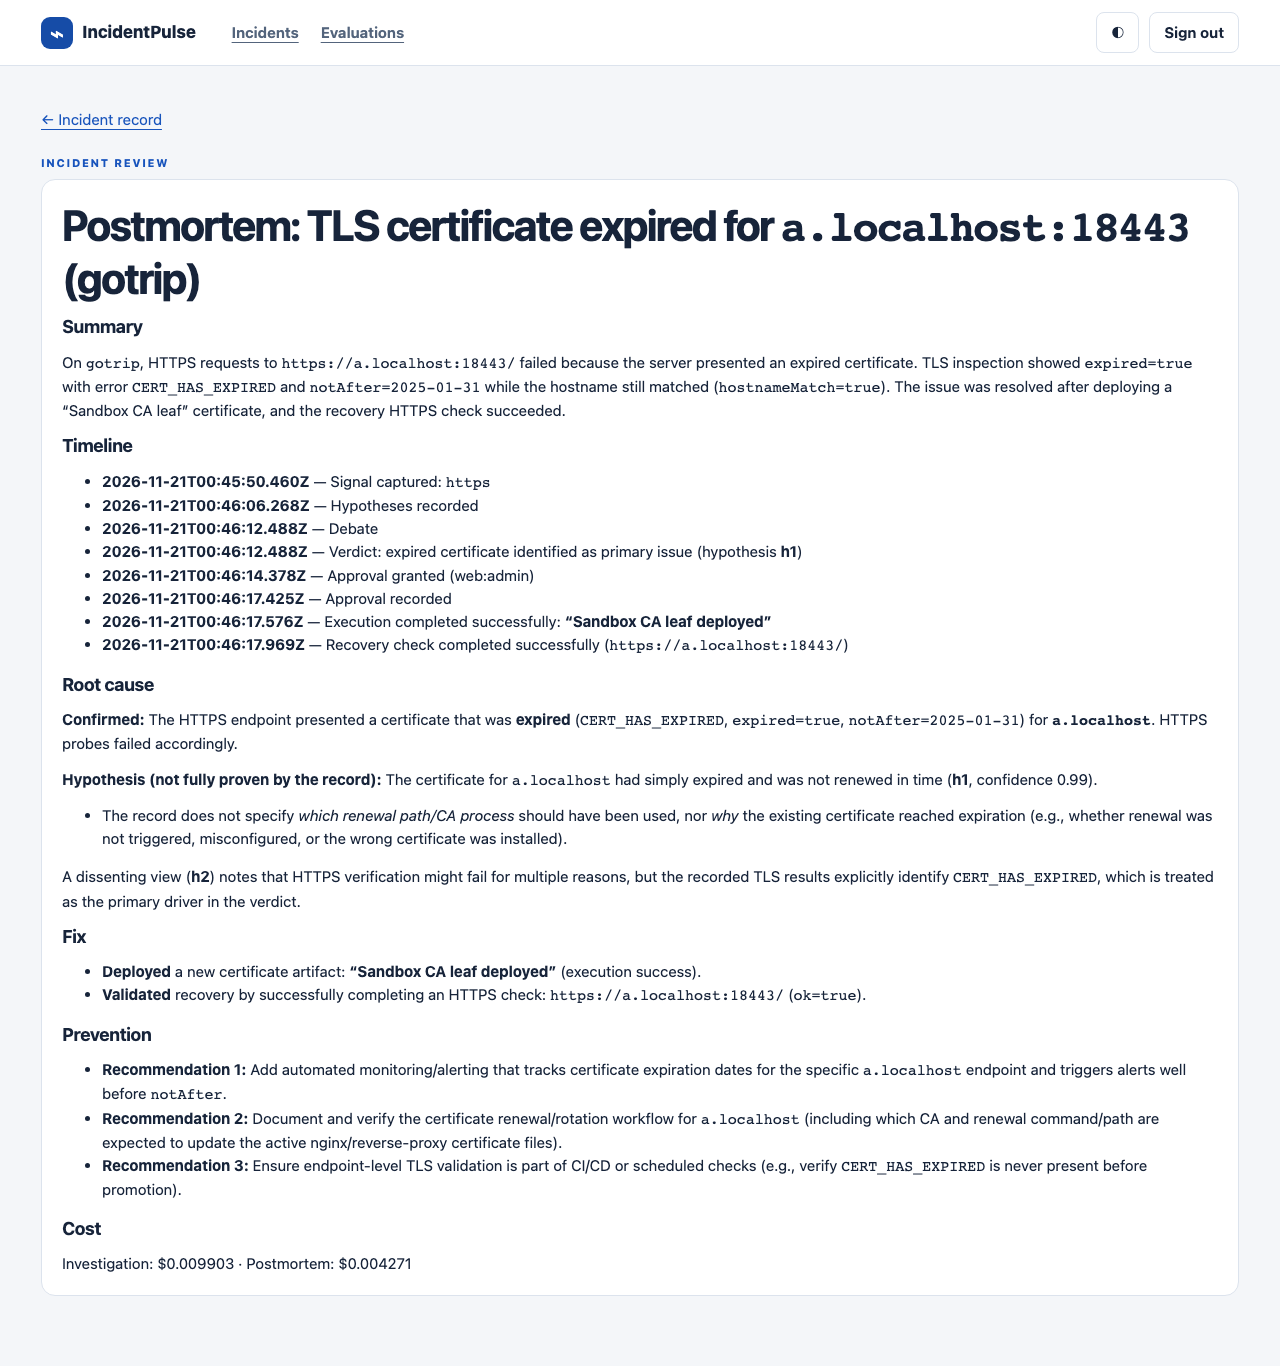 IncidentPulse
Incidents
Evaluations
Sign out
← Incident record
INCIDENT REVIEW
Postmortem: TLS certificate expired for a.localhost:18443
(gotrip)
Summary
On gotrip, HTTPS requests to https://a.localhost:18443/ failed because the server presented an expired certificate. TLS inspection showed expired=true
with error CERT_HAS_EXPIRED and notAfter=2025-01-31 while the hostname still matched (hostnameMatch=true). The issue was resolved after deploying a
“Sandbox CA leaf” certificate, and the recovery HTTPS check succeeded.
Timeline
• 2026-11-21T00:45:50.460Z — Signal captured: https
• 2026-11-21T00:46:06.268Z — Hypotheses recorded
• 2026-11-21T00:46:12.488Z — Debate
• 2026-11-21T00:46:12.488Z — Verdict: expired certificate identified as primary issue (hypothesis h1)
• 2026-11-21T00:46:14.378Z — Approval granted (web:admin)
• 2026-11-21T00:46:17.425Z — Approval recorded
• 2026-11-21T00:46:17.576Z — Execution completed successfully: “Sandbox CA leaf deployed”
• 2026-11-21T00:46:17.969Z — Recovery check completed successfully (https://a.localhost:18443/)
Root cause
Confirmed: The HTTPS endpoint presented a certificate that was expired (CERT_HAS_EXPIRED, expired=true, notAfter=2025-01-31) for a.localhost. HTTPS
probes failed accordingly.
Hypothesis (not fully proven by the record): The certificate for a.localhost had simply expired and was not renewed in time (h1, confidence 0.99).
• The record does not specify which renewal path/CA process should have been used, nor why the existing certificate reached expiration (e.g., whether renewal was
not triggered, misconfigured, or the wrong certificate was installed).
A dissenting view (h2) notes that HTTPS verification might fail for multiple reasons, but the recorded TLS results explicitly identify CERT_HAS_EXPIRED, which is treated
as the primary driver in the verdict.
Fix
• Deployed a new certificate artifact: “Sandbox CA leaf deployed” (execution success).
• Validated recovery by successfully completing an HTTPS check: https://a.localhost:18443/ (ok=true).
Prevention
• Recommendation 1: Add automated monitoring/alerting that tracks certificate expiration dates for the specific a.localhost endpoint and triggers alerts well
before notAfter.
• Recommendation 2: Document and verify the certificate renewal/rotation workflow for a.localhost (including which CA and renewal command/path are
expected to update the active nginx/reverse-proxy certificate files).
• Recommendation 3: Ensure endpoint-level TLS validation is part of CI/CD or scheduled checks (e.g., verify CERT_HAS_EXPIRED is never present before
promotion).
Cost
Investigation: $0.009903 · Postmortem: $0.004271